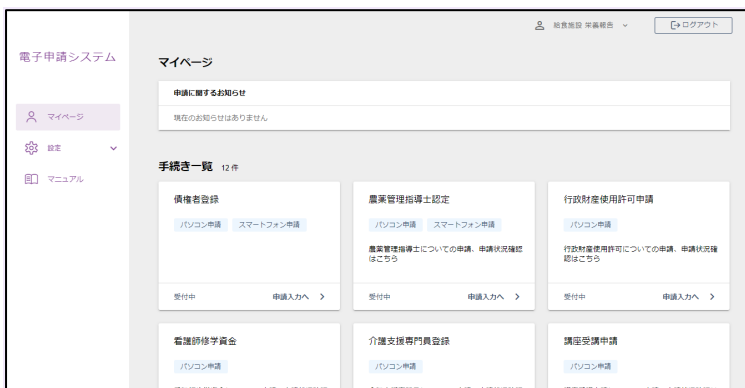 給食施設 栄養報告
ログアウト
電子申請システム
マイページ
申請に関するお知らせ
現在のお知らせはありません
マイページ
設定
マニュアル
手続き一覧 12 件
債権者登録
パソコン申請 スマートフォン申請
受付中 申請入力へ
農薬管理指導士認定
パソコン申請 スマートフォン申請
農薬管理指導士についての申請、申請状況確認
はこちら
受付中 申請入力へ
行政財産使用許可申請
パソコン申請
行政財産使用許可についての申請、申請状況確
認はこちら
受付中 申請入力へ
看護師修学資金
パソコン申請
介護支援専門員登録
パソコン申請
講座受講申請
パソコン申請